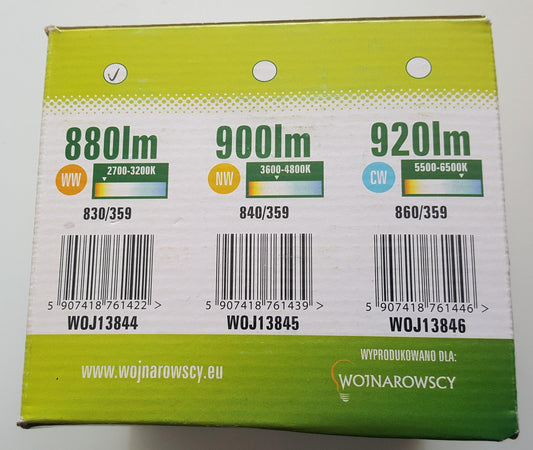 880lm 900lm 920lm
WW 2700-3200K NW 3600-4800K CW 5500-6500K
830/359 840/359 860/359
5 907418 761422 > 5 907418 761439 > 5 907418 761446 >
WOJ13844 WOJ13845 WOJ13846
WYPRODUKOWANO DLA:
www.wojnarowscy.eu WOJNAROWSCY